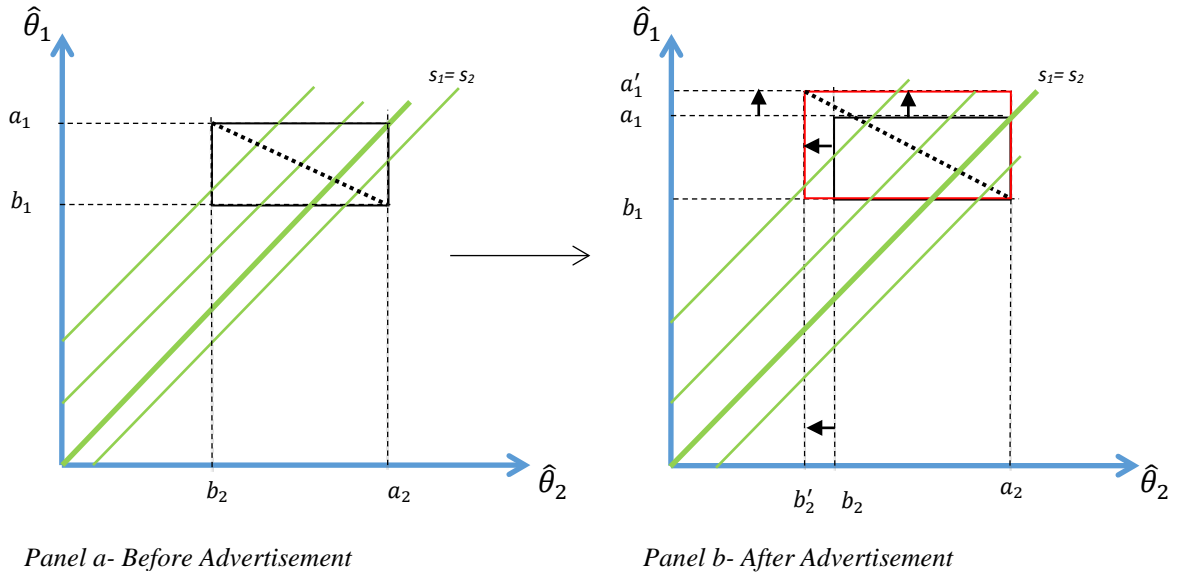 θ̂₁
s₁= s₂
a₁
b₁
b₂
a₂
θ̂₂
Panel a- Before Advertisement
θ̂₁
s₁= s₂
a′₁
a₁
b₁
b′₂
b₂
a₂
θ̂₂
Panel b- After Advertisement